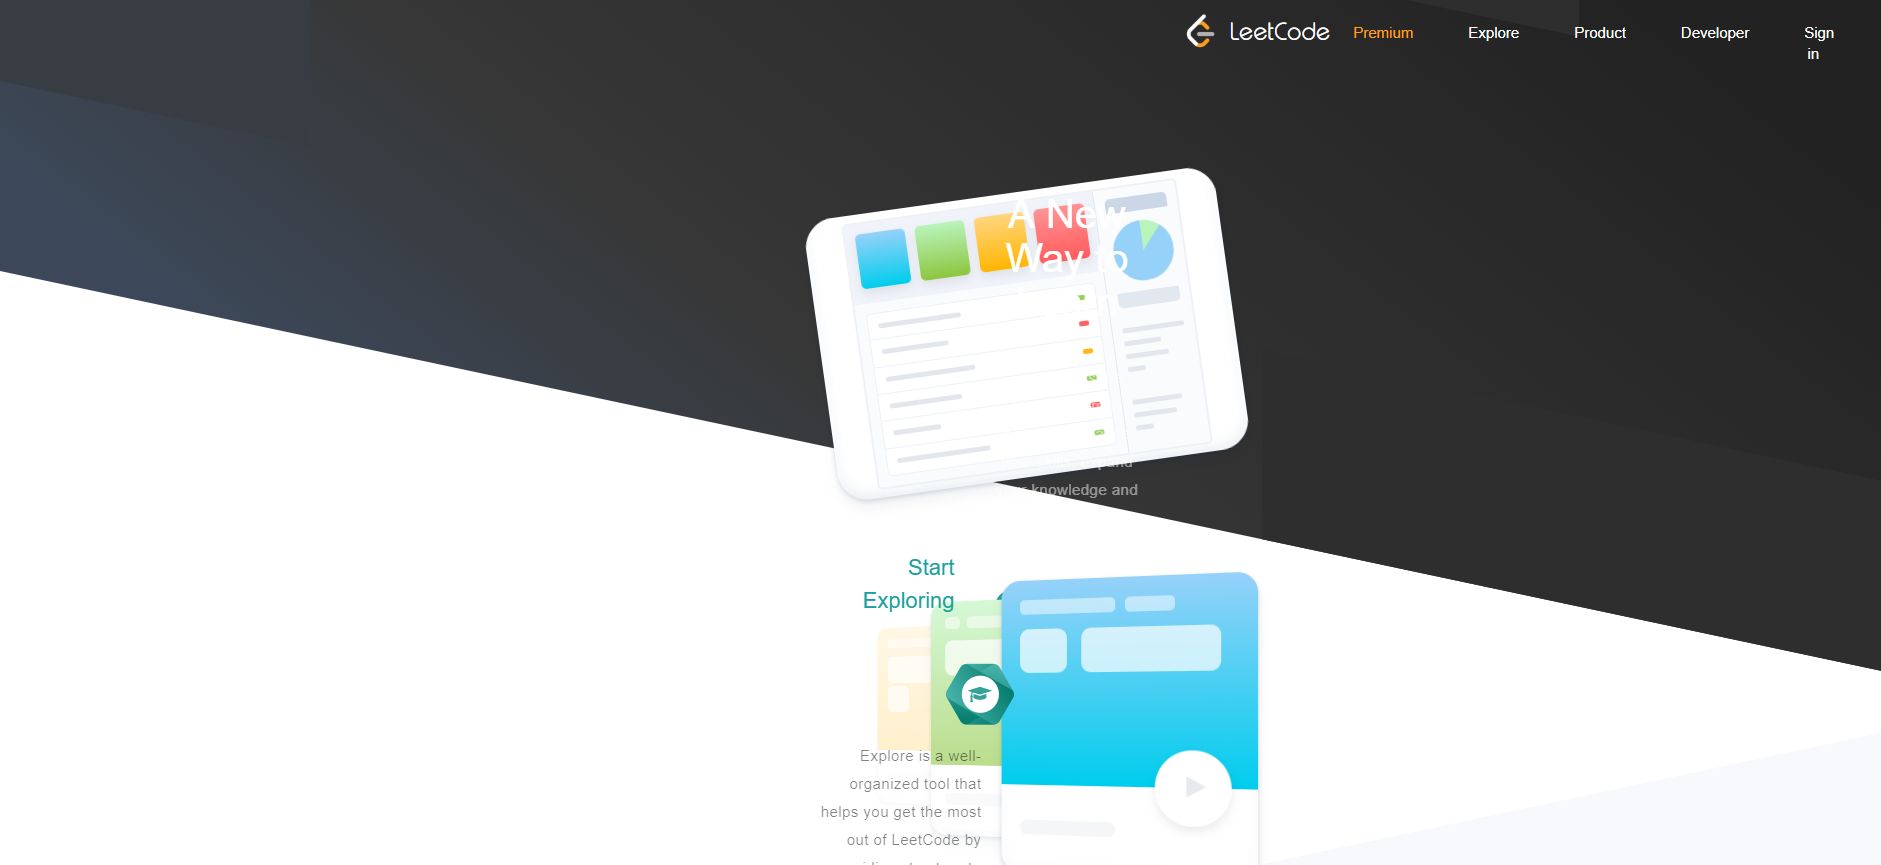 LeetCode
Premium
Explore
Product
Developer
Sign
in
A New
Way to
knowledge and
Start
Exploring
Explore is a well-
organized tool that
helps you get the most
out of LeetCode by